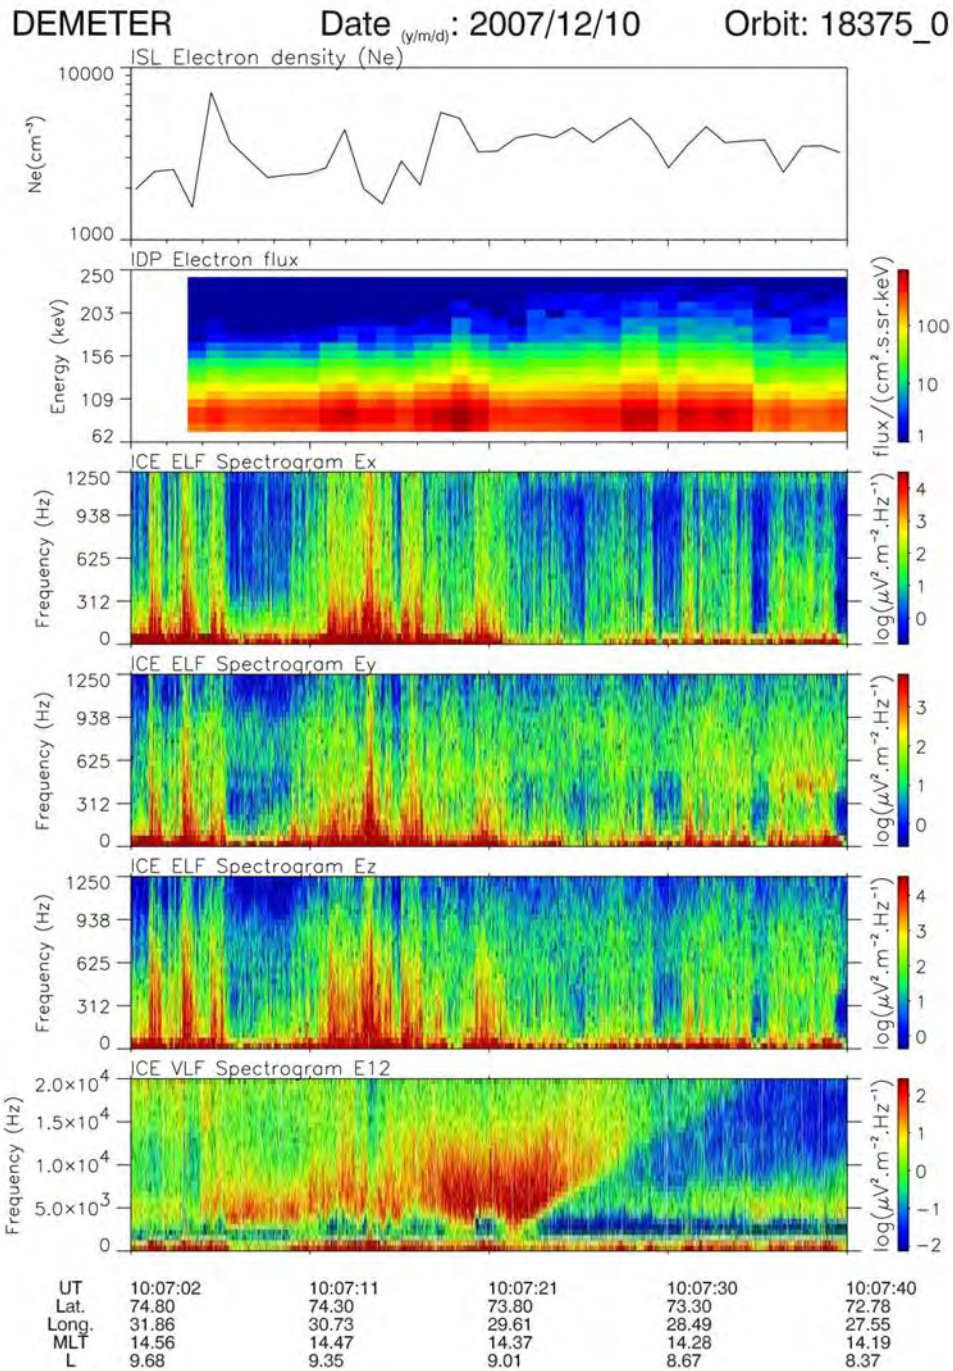 DEMETER Date (y/m/d): 2007/12/10 Orbit: 18375_0
ISL Electron density (Ne)
10000
Ne(cm⁻³)
1000
IDP Electron flux
250
203
156
109
62
Energy (keV)
100
10
1
flux/(cm².s.sr.keV)
ICE ELF Spectrogram Ex
1250
938
625
312
0
Frequency (Hz)
4
3
2
1
0
log(μV².m⁻².Hz⁻¹)
ICE ELF Spectrogram Ey
1250
938
625
312
0
Frequency (Hz)
3
2
1
0
log(μV².m⁻².Hz⁻¹)
ICE ELF Spectrogram Ez
1250
938
625
312
0
Frequency (Hz)
4
3
2
1
0
log(μV².m⁻².Hz⁻¹)
ICE VLF Spectrogram E12
2.0×10⁴
1.5×10⁴
1.0×10⁴
5.0×10³
0
Frequency (Hz)
2
1
0
−1
−2
log(μV².m⁻².Hz⁻¹)
UT 10:07:02 10:07:11 10:07:21 10:07:30 10:07:40
Lat. 74.80 74.30 73.80 73.30 72.78
Long. 31.86 30.73 29.61 28.49 27.55
MLT 14.56 14.47 14.37 14.28 14.19
L 9.68 9.35 9.01 8.67 8.37